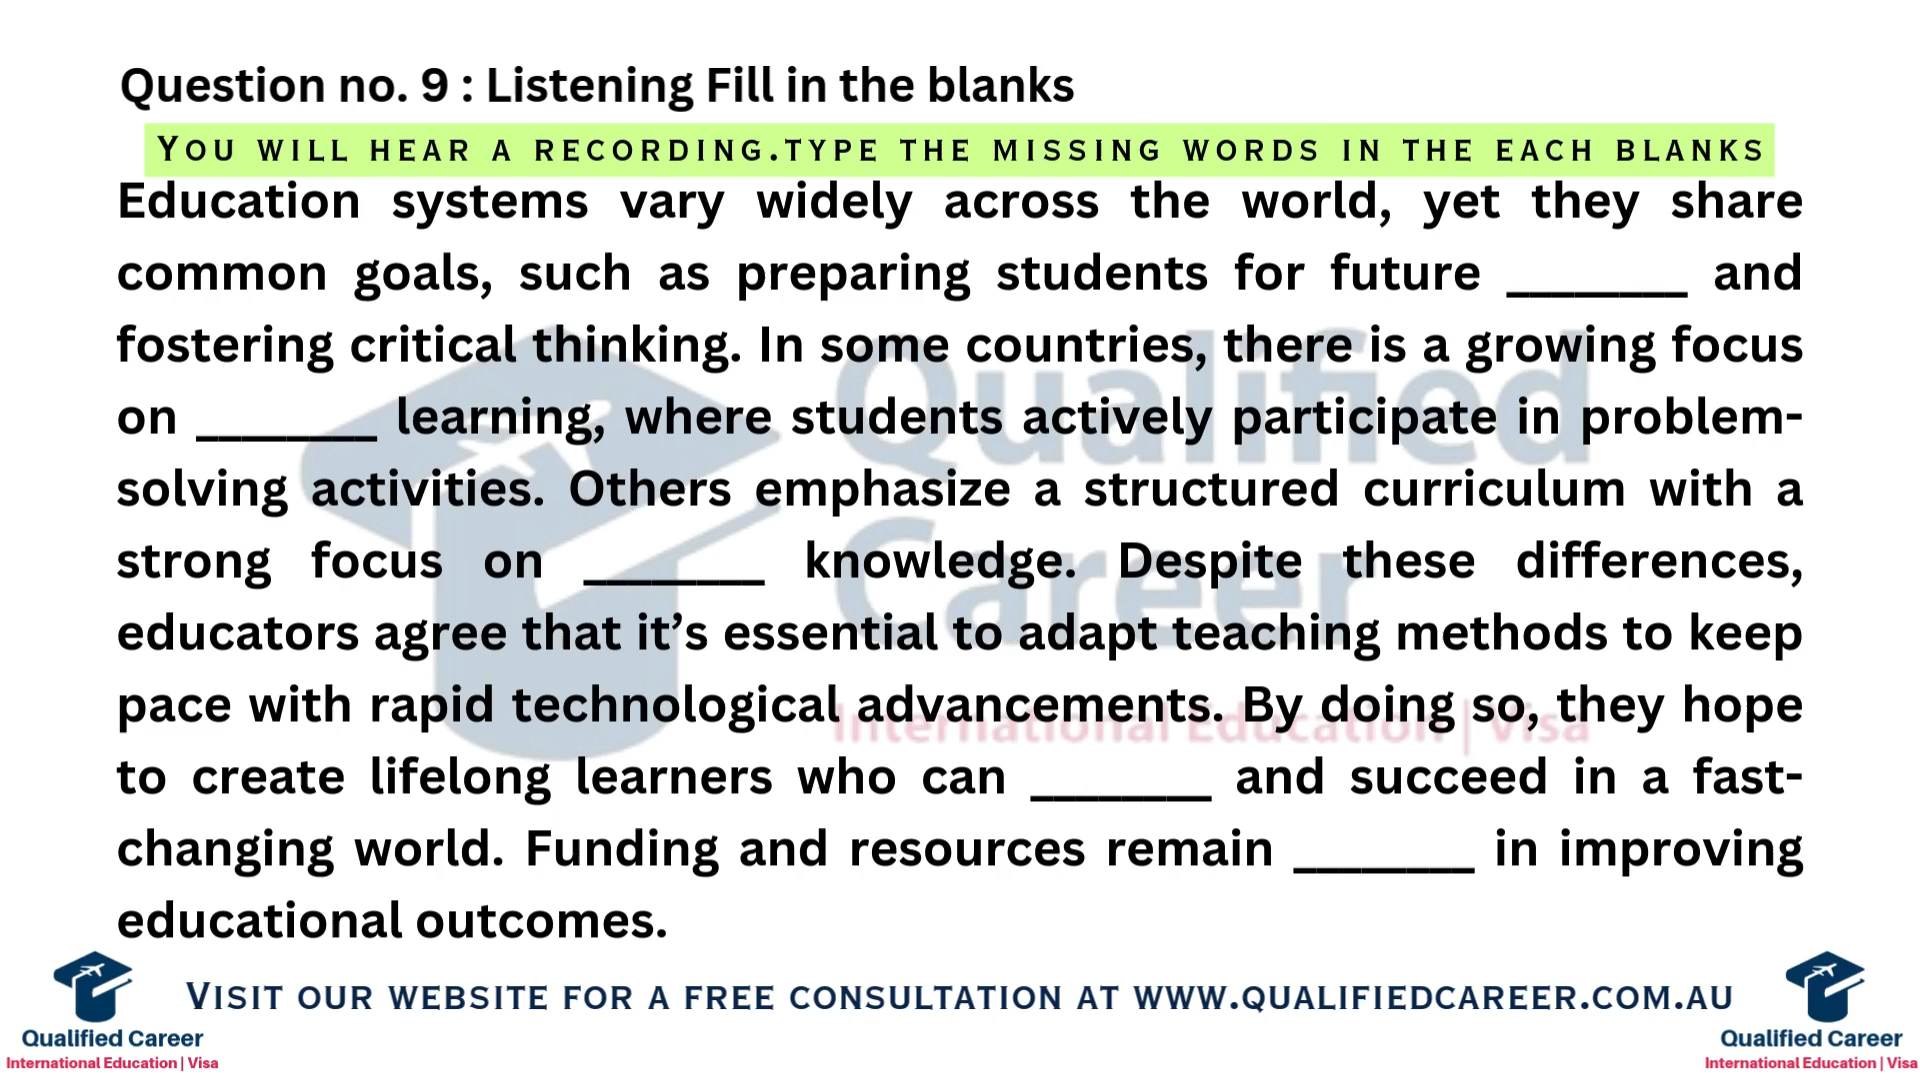 Question no. 9 : Listening Fill in the blanks
YOU WILL HEAR A RECORDING.TYPE THE MISSING WORDS IN THE EACH BLANKS
Education systems vary widely across the world, yet they share
common goals, such as preparing students for future ________ and
fostering critical thinking. In some countries, there is a growing focus
on ________ learning, where students actively participate in problem-
solving activities. Others emphasize a structured curriculum with a
strong focus on ________ knowledge. Despite these differences,
educators agree that it’s essential to adapt teaching methods to keep
pace with rapid technological advancements. By doing so, they hope
to create lifelong learners who can ________ and succeed in a fast-
changing world. Funding and resources remain ________ in improving
educational outcomes.
Qualified
Career
International Education | Visa
VISIT OUR WEBSITE FOR A FREE CONSULTATION AT WWW.QUALIFIEDCAREER.COM.AU
Qualified Career
International Education | Visa
Qualified Career
International Education | Visa